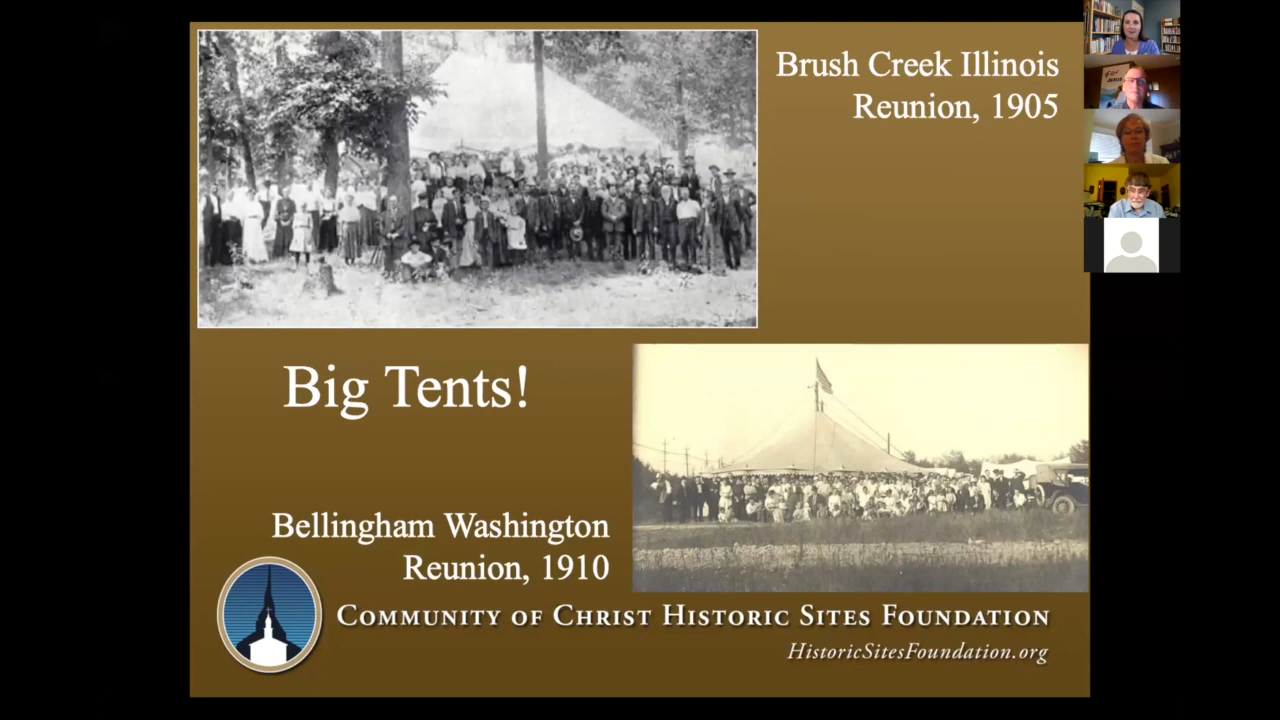 Brush Creek Illinois
Reunion, 1905
Big Tents!
Bellingham Washington
Reunion, 1910
COMMUNITY OF CHRIST HISTORIC SITES FOUNDATION
HistoricSitesFoundation.org